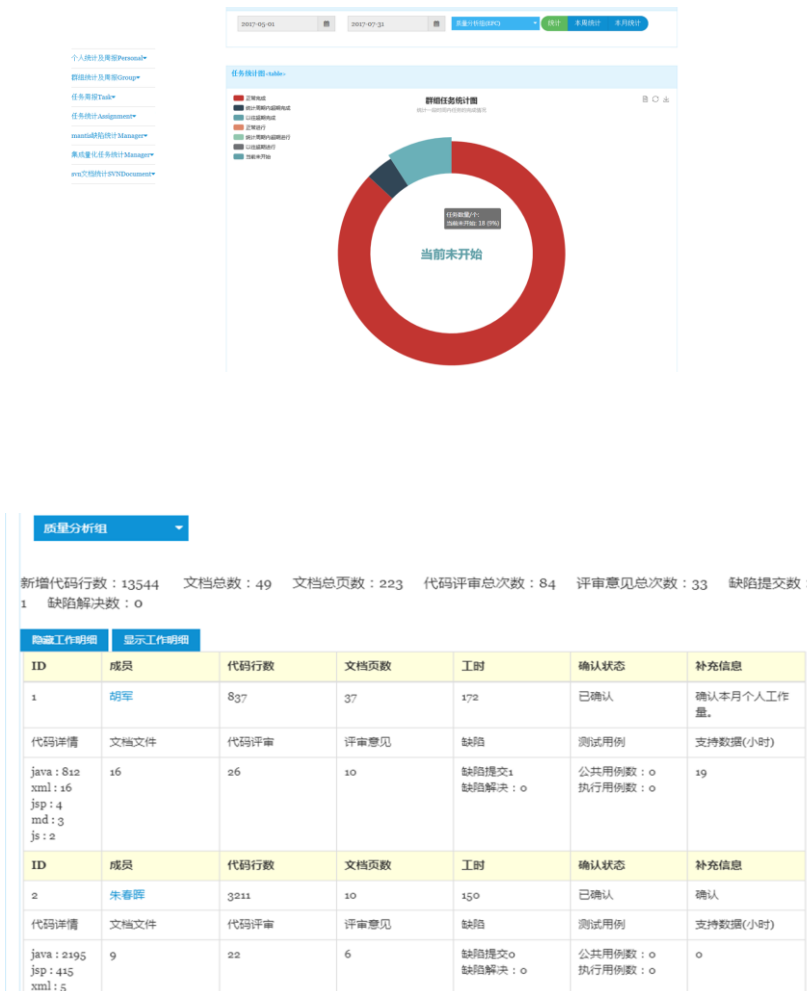 2017-05-01 2017-07-31 质量分析组(RPC) 统计 本周统计 本月统计
个人统计及周报Personal
群组统计及周报Group
任务周报Task
任务统计Assignment
mantis缺陷统计Manager
集成量化任务统计Manager
svn文档统计SVNDocument
任务统计图<table>
正常完成
统计周期内延期完成
以往延期完成
正常进行
统计周期内延期进行
以往延期进行
当前未开始
群组任务统计图
统计一段时间内任务的完成情况
任务数量/个:
当前未开始: 18 (9%)
当前未开始
质量分析组
新增代码行数：13544 文档总数：49 文档总页数：223 代码评审总次数：84 评审意见总次数：33 缺陷提交数：
1 缺陷解决数：0
隐藏工作明细 显示工作明细
ID 成员 代码行数 文档页数 工时 确认状态 补充信息
1 胡军 837 37 172 已确认 确认本月个人工作
量。
代码详情 文档文件 代码评审 评审意见 缺陷 测试用例 支持数据(小时)
java : 812 16 26 10 缺陷提交1 公共用例数：0 19
xml : 16 缺陷解决：0 执行用例数：0
jsp : 4
md : 3
js : 2
ID 成员 代码行数 文档页数 工时 确认状态 补充信息
2 朱春晖 3211 10 150 已确认 确认
代码详情 文档文件 代码评审 评审意见 缺陷 测试用例 支持数据(小时)
java : 2195 9 22 6 缺陷提交0 公共用例数：0 0
jsp : 415 缺陷解决：0 执行用例数：0
xml : 5